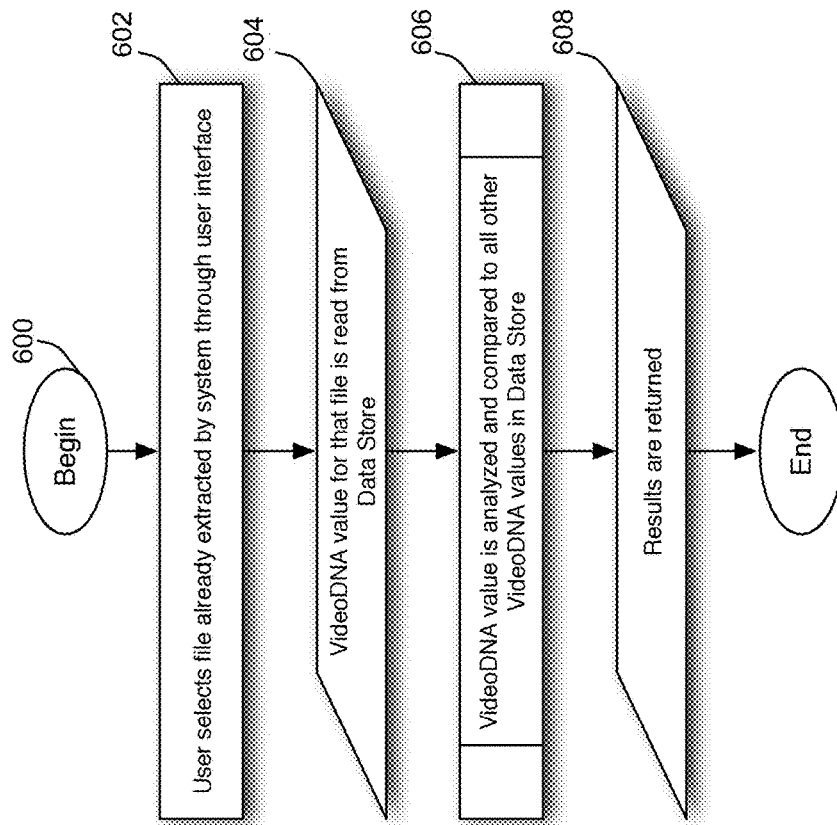 600
Begin
602
User selects file already extracted by system through user interface
604
VideoDNA value for that file is read from
Data Store
606
VideoDNA value is analyzed and compared to all other
VideoDNA values in Data Store
608
Results are returned
End